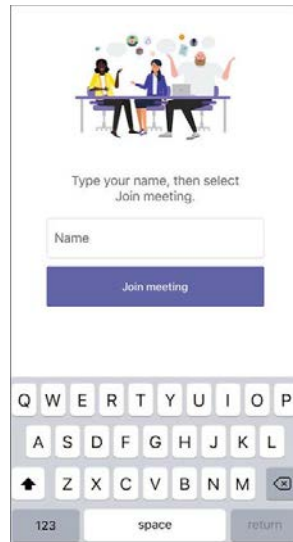 Type your name, then select
Join meeting.
Name
Join meeting
Q W E R T Y U I O P
A S D F G H J K L
Z X C V B N M
123 space return